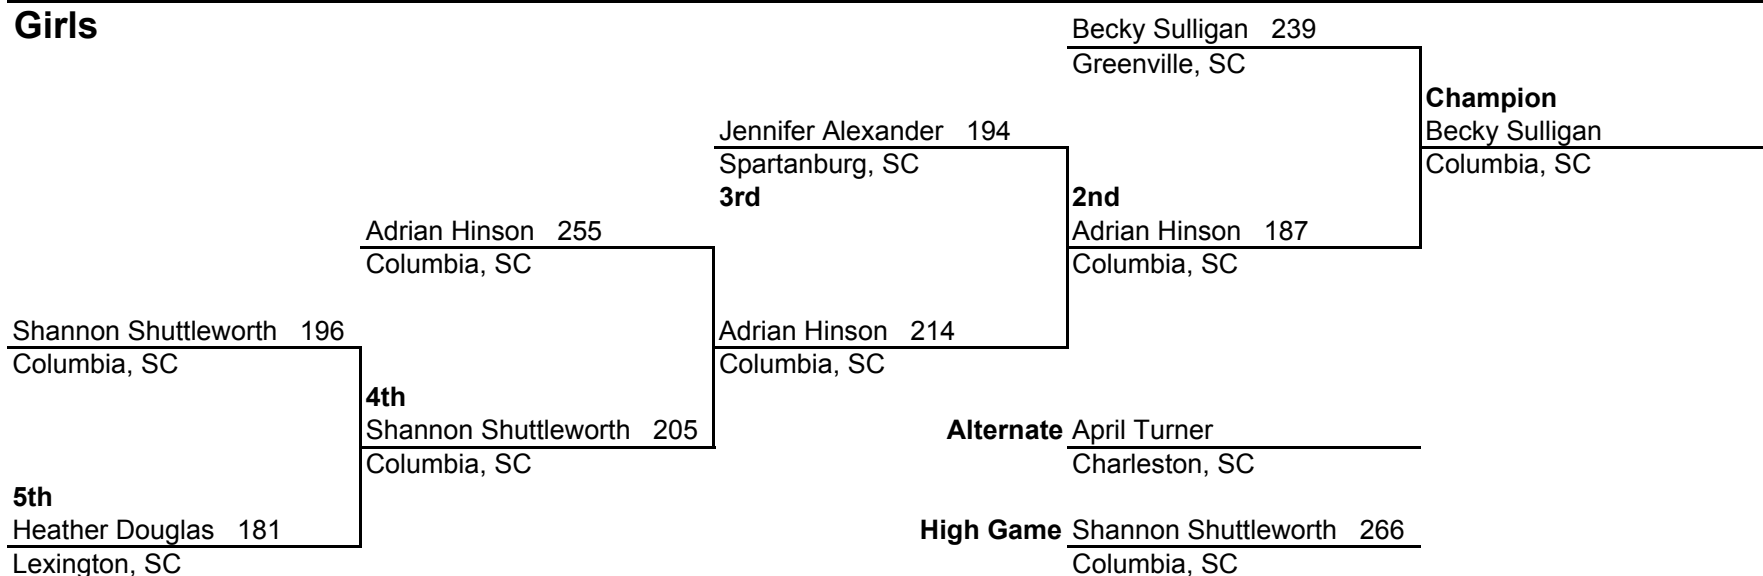 Girls
Becky Sulligan 239
Greenville, SC
Champion
Jennifer Alexander 194
Becky Sulligan
Spartanburg, SC
Columbia, SC
3rd
2nd
Adrian Hinson 255
Adrian Hinson 187
Columbia, SC
Columbia, SC
Shannon Shuttleworth 196
Adrian Hinson 214
Columbia, SC
Columbia, SC
4th
Shannon Shuttleworth 205
Alternate April Turner
Columbia, SC
Charleston, SC
5th
Heather Douglas 181
High Game Shannon Shuttleworth 266
Lexington, SC
Columbia, SC